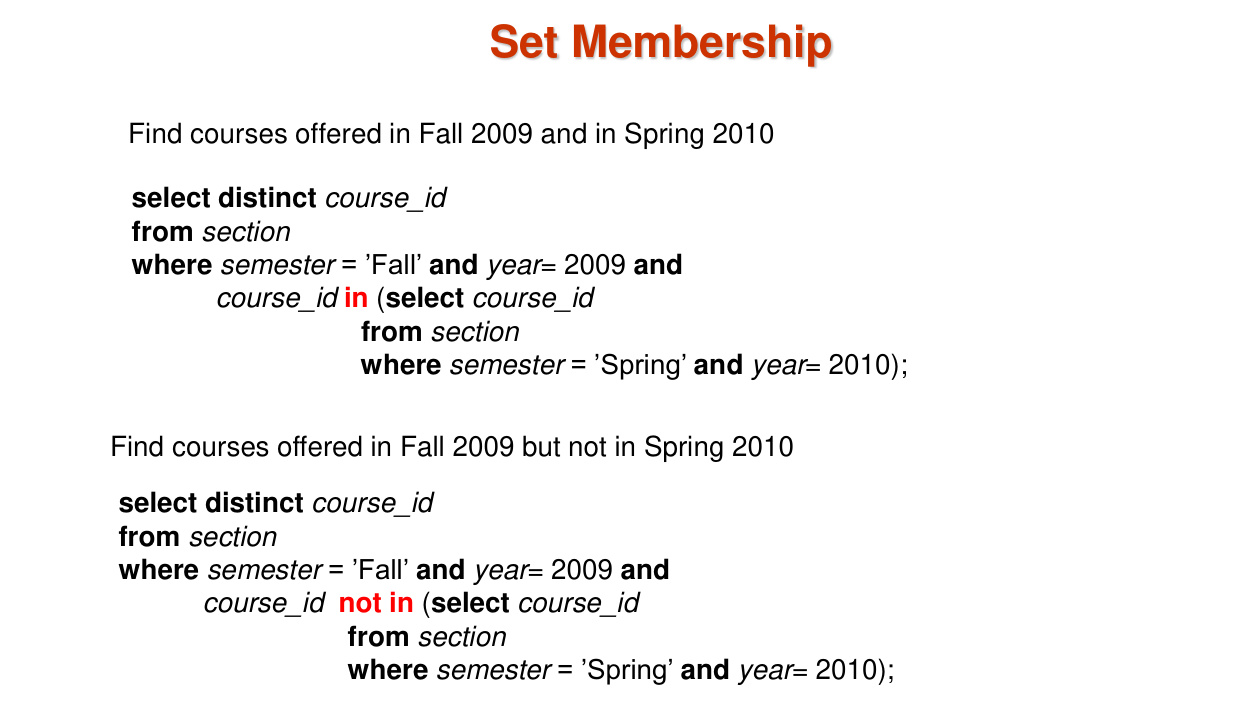 Set Membership
Find courses offered in Fall 2009 and in Spring 2010
select distinct course_id
from section
where semester = ’Fall’ and year= 2009 and
course_id in (select course_id
from section
where semester = ’Spring’ and year= 2010);
Find courses offered in Fall 2009 but not in Spring 2010
select distinct course_id
from section
where semester = ’Fall’ and year= 2009 and
course_id not in (select course_id
from section
where semester = ’Spring’ and year= 2010);